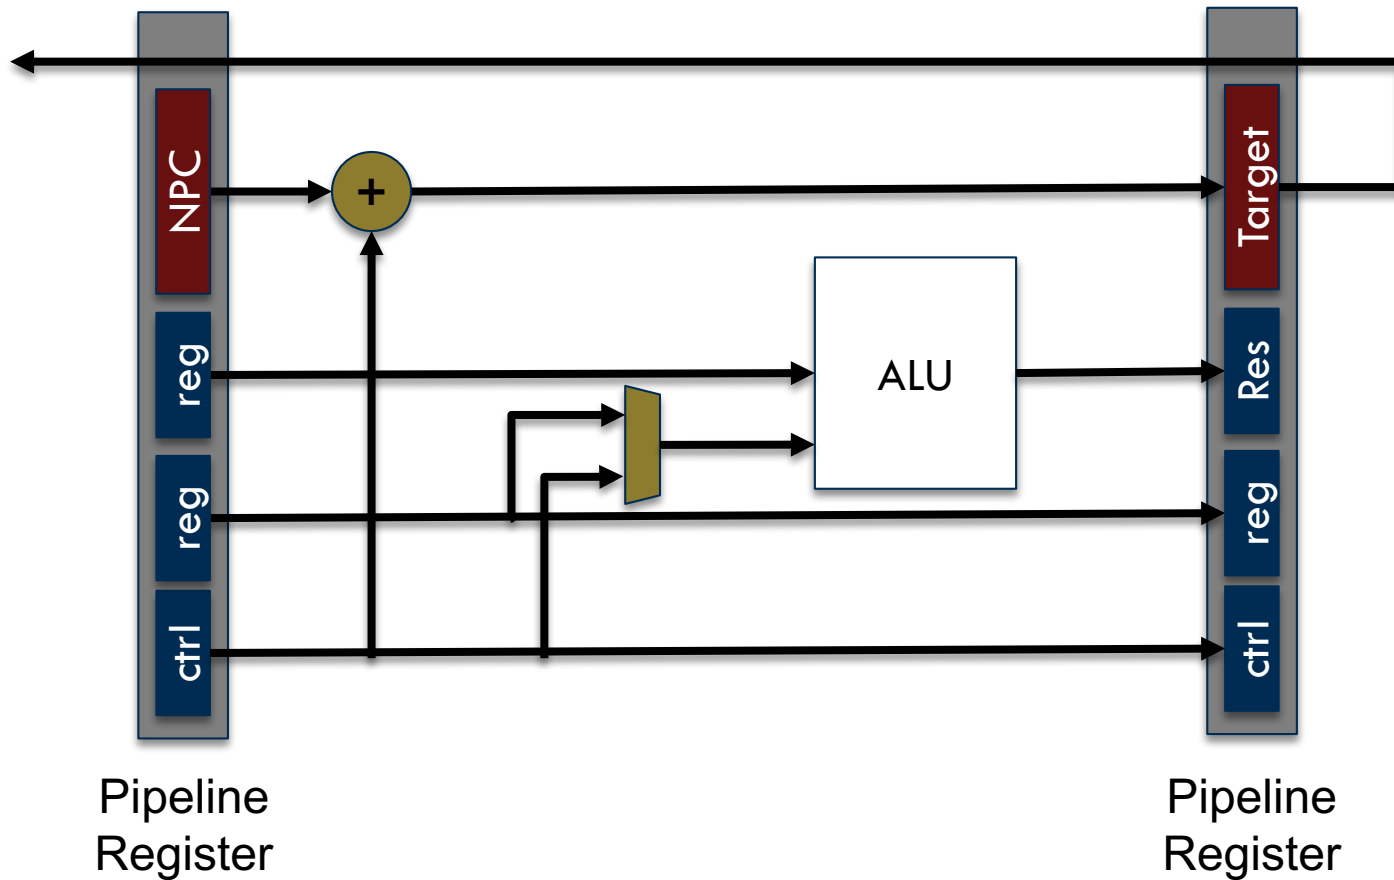 NPC
+
Target
reg
ALU
Res
reg
reg
ctrl
ctrl
Pipeline
Register
Pipeline
Register